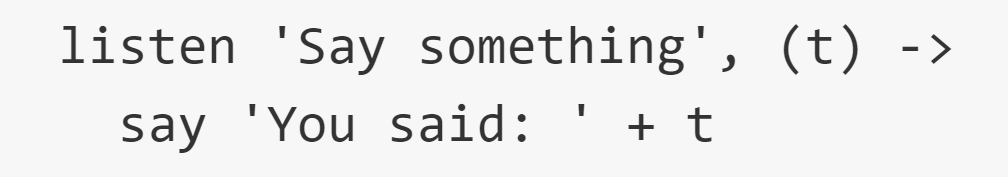 listen 'Say something', (t) ->
  say 'You said: ' + t